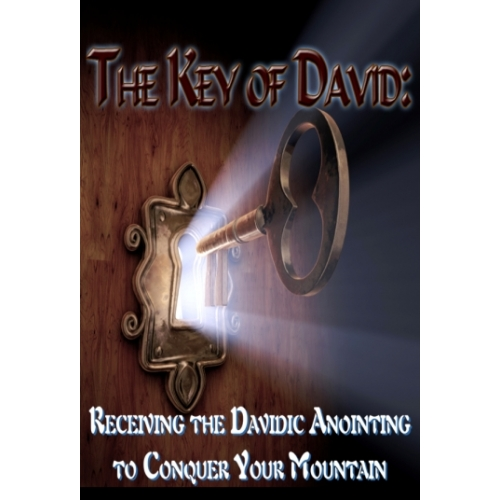 The Key of David:
Receiving the Davidic Anointing
to Conquer Your Mountain